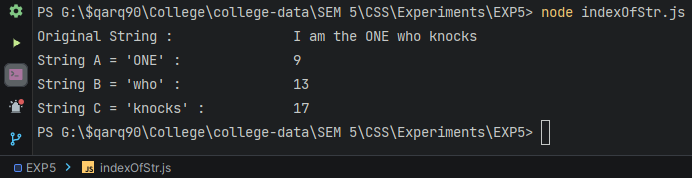 PS G:\$qarq90\College\college-data\SEM 5\CSS\Experiments\EXP5> node indexOfStr.js
Original String : I am the ONE who knocks
String A = 'ONE' : 9
String B = 'who' : 13
String C = 'knocks' : 17
PS G:\$qarq90\College\college-data\SEM 5\CSS\Experiments\EXP5>
EXP5 > JS indexOfStr.js